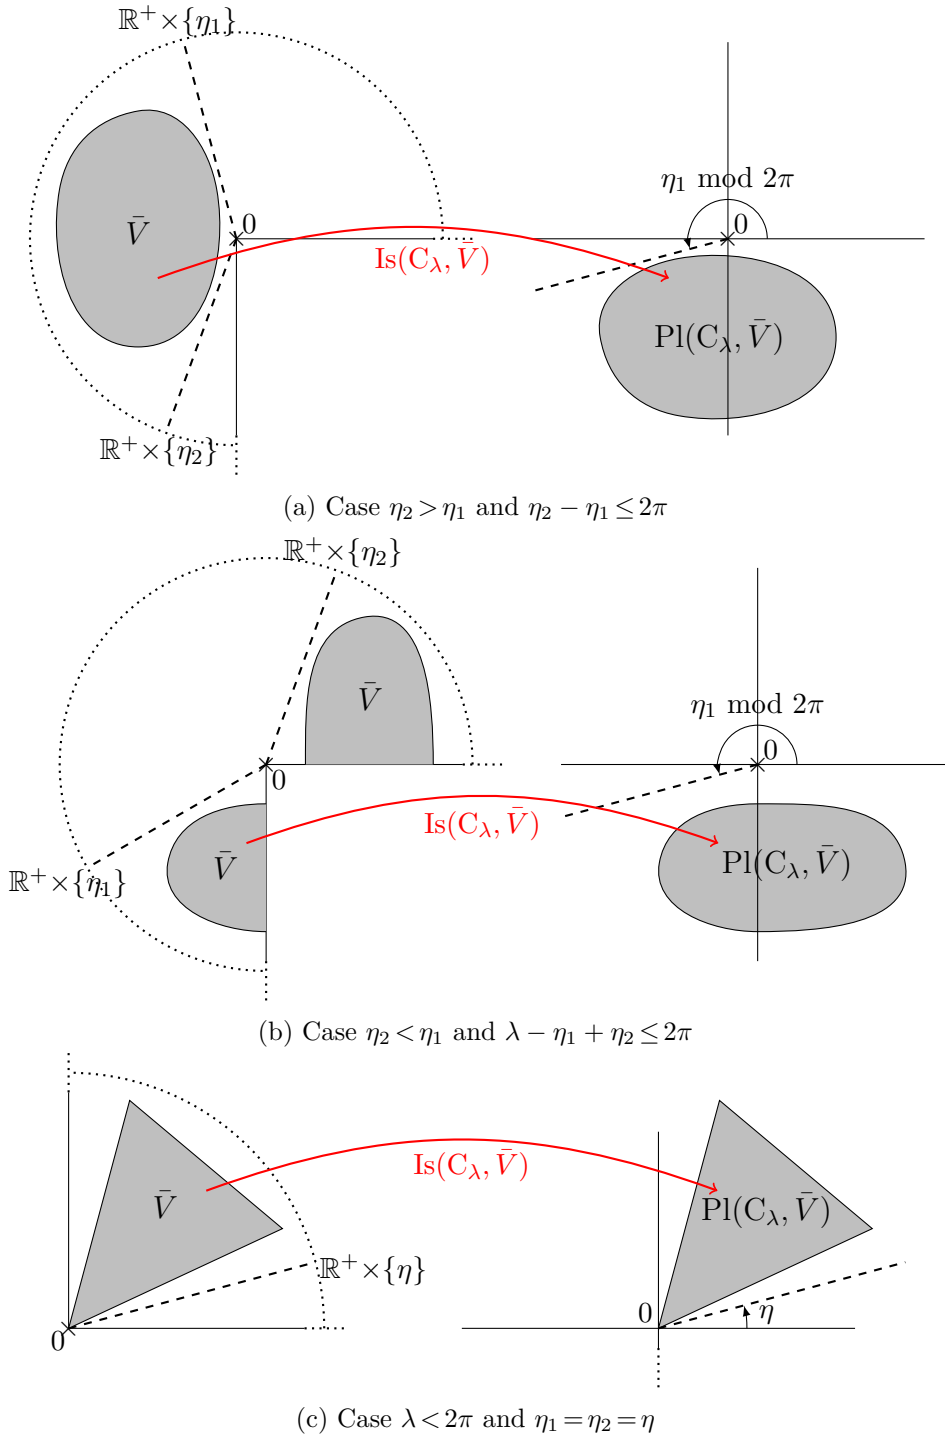 ℝ⁺×{η₁}
η₁ mod 2π
V̄
0
0
Is(C_λ, V̄)
Pl(C_λ, V̄)
ℝ⁺×{η₂}
(a) Case η₂ > η₁ and η₂ − η₁ ≤ 2π
ℝ⁺×{η₂}
V̄
η₁ mod 2π
0
0
Is(C_λ, V̄)
V̄
Pl(C_λ, V̄)
ℝ⁺×{η₁}
(b) Case η₂ < η₁ and λ − η₁ + η₂ ≤ 2π
Is(C_λ, V̄)
V̄
Pl(C_λ, V̄)
ℝ⁺×{η}
0
η
0
(c) Case λ < 2π and η₁ = η₂ = η